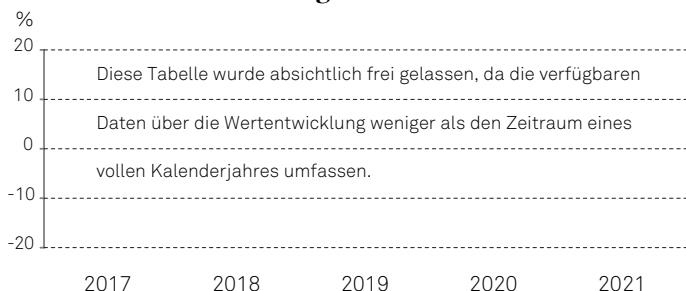 %
20
Diese Tabelle wurde absichtlich frei gelassen, da die verfügbaren
10
Daten über die Wertentwicklung weniger als den Zeitraum eines
0
vollen Kalenderjahres umfassen.
-10
-20
2017 2018 2019 2020 2021